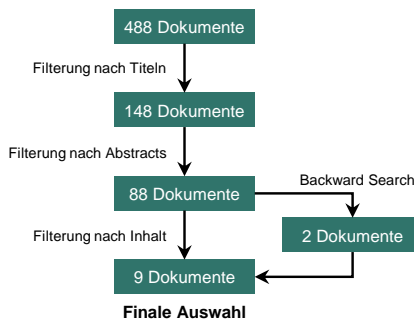 488 Dokumente
Filterung nach Titeln
148 Dokumente
Filterung nach Abstracts
88 Dokumente
Backward Search
Filterung nach Inhalt
2 Dokumente
9 Dokumente
Finale Auswahl